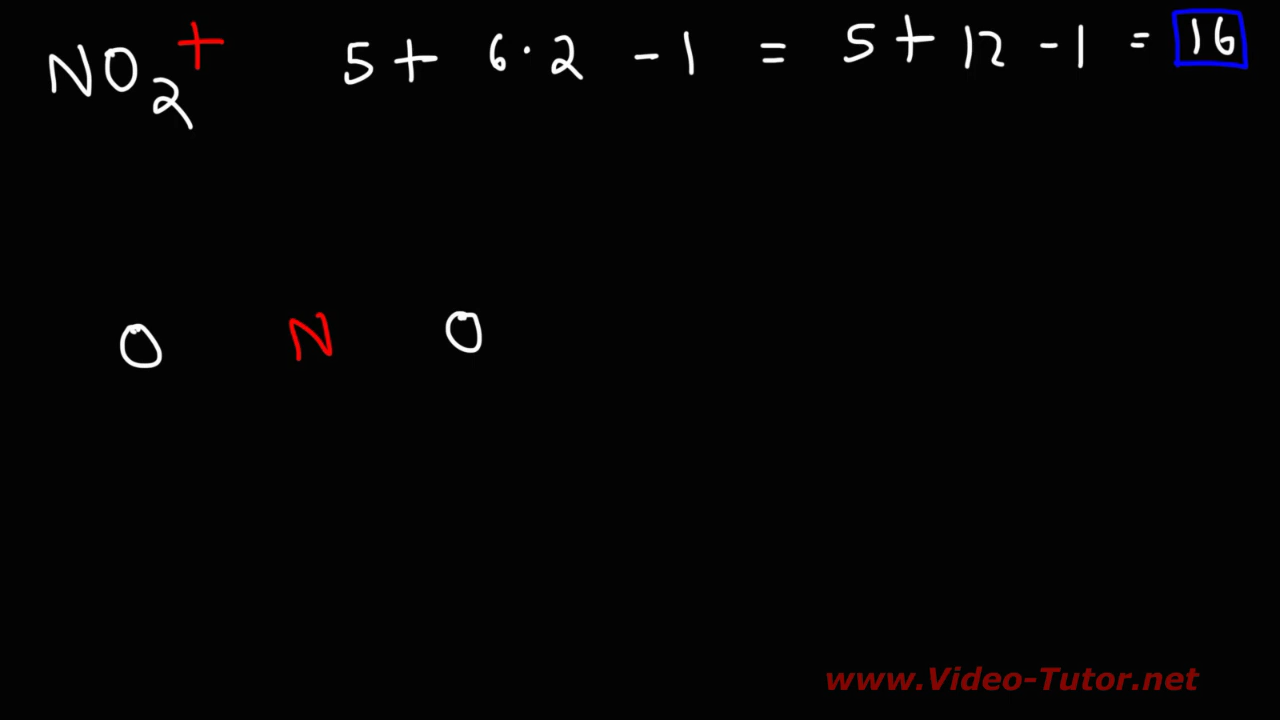 NO₂⁺ 5 + 6 · 2 - 1 = 5 + 12 - 1 = 16
O N O
www.Video-Tutor.net